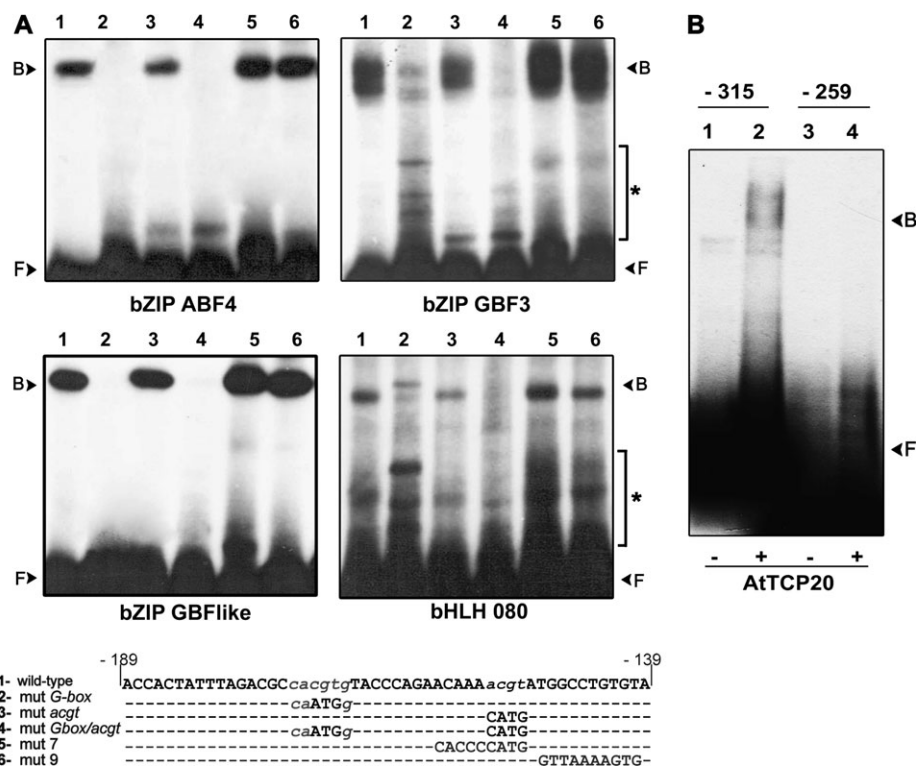 A
B
1 2 3 4 5 6
1 2 3 4 5 6
B
B
*
F
F
bZIP ABF4
bZIP GBF3
1 2 3 4 5 6
1 2 3 4 5 6
B
B
*
F
F
bZIP GBFlike
bHLH 080
- 315 - 259
1 2 3 4
B
F
- + - +
AtTCP20
- 189 - 139
1- wild-type ACCACTATTTAGACGCcacgtgTACCCAGAACAAAacgtATGGCCTGTGTA
2- mut G-box caATGg
3- mut acgt CATG
4- mut Gbox/acgt caATGg CATG
5- mut 7 CACCCCATG
6- mut 9 GTTAAAAGTG